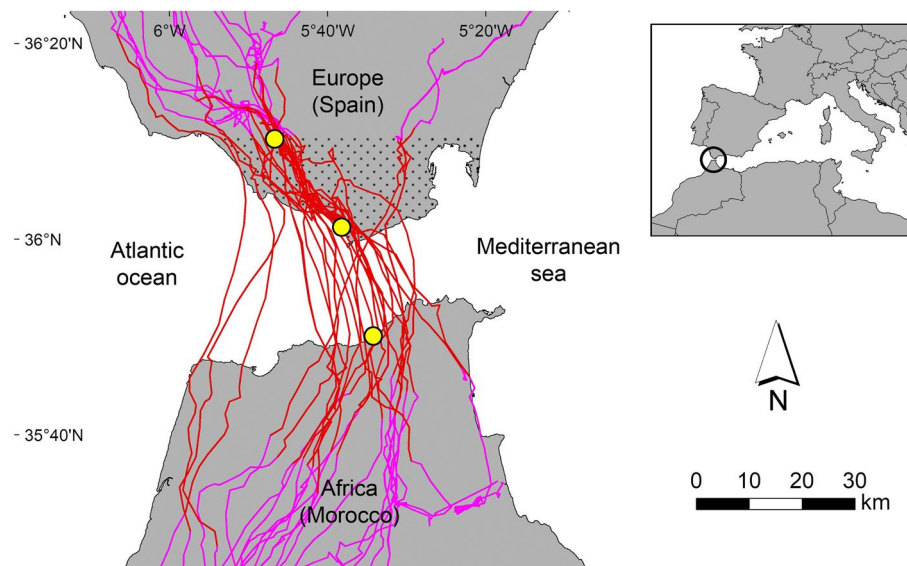 6°W
5°40'W
5°20'W
36°20'N
Europe
(Spain)
36°N
Atlantic
ocean
Mediterranean
sea
35°40'N
Africa
(Morocco)
N
0 10 20 30
km